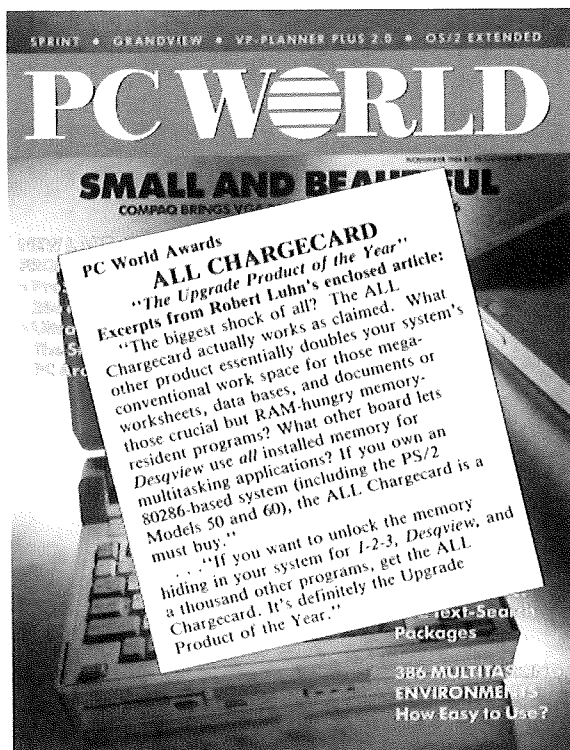 SPRINT • GRANDVIEW • VP-PLANNER PLUS 2.0 • OS/2 EXTENDED
PC WORLD
SMALL AND BEAUTIFUL
COMPAQ BRINGS VGA
PC World Awards
ALL CHARGECARD
"The Upgrade Product of the Year"
Excerpts from Robert Luhn's enclosed article:
"The biggest shock of all? The ALL
Chargecard actually works as claimed. What
other product essentially doubles your system's
conventional work space for those mega-
worksheets, data bases, and documents or
those crucial but RAM-hungry memory-
resident programs? What other board lets
Desqview use all installed memory for
multitasking applications? If you own an
80286-based system (including the PS/2
Models 50 and 60), the ALL Chargecard is a
must buy."
. . ."If you want to unlock the memory
hiding in your system for 1-2-3, Desqview, and
a thousand other programs, get the ALL
Chargecard. It's definitely the Upgrade
Product of the Year."
Text-Search
Packages
386 MULTITASKING
ENVIRONMENTS
How Easy to Use?